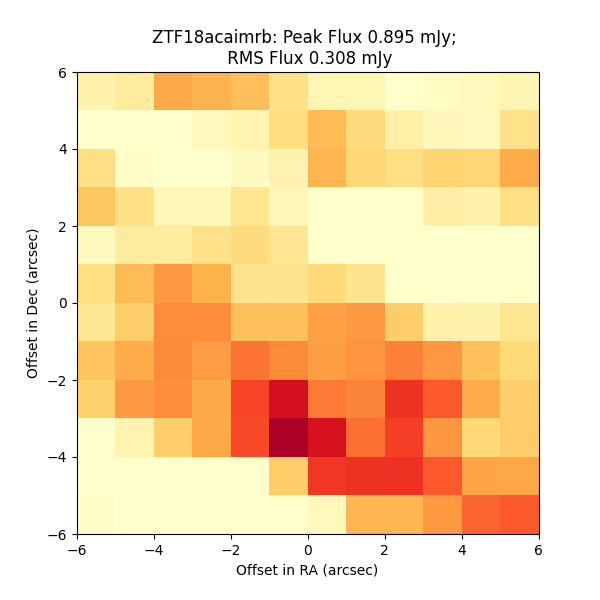 ZTF18acaimrb: Peak Flux 0.895 mJy;
RMS Flux 0.308 mJy
6
4
2
0
−2
−4
−6
Offset in Dec (arcsec)
−6 −4 −2 0 2 4 6
Offset in RA (arcsec)